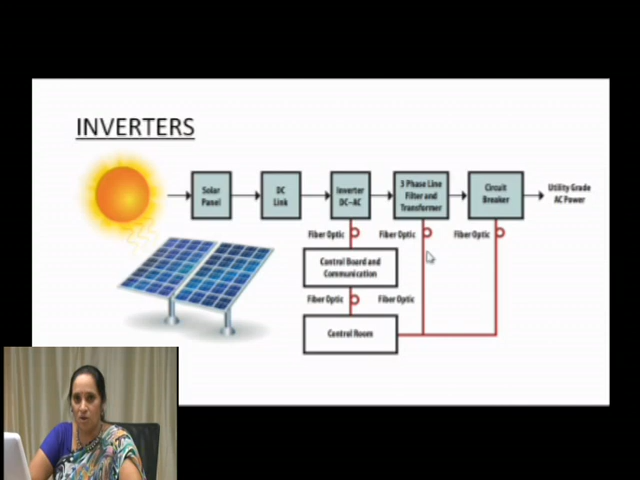 INVERTERS
Solar
Panel
DC
Link
Inverter
DC-AC
3 Phase Line
Filter and
Transformer
Circuit
Breaker
Utility Grade
AC Power
Fiber Optic
Fiber Optic
Fiber Optic
Control Board and
Communication
Fiber Optic
Fiber Optic
Control Room